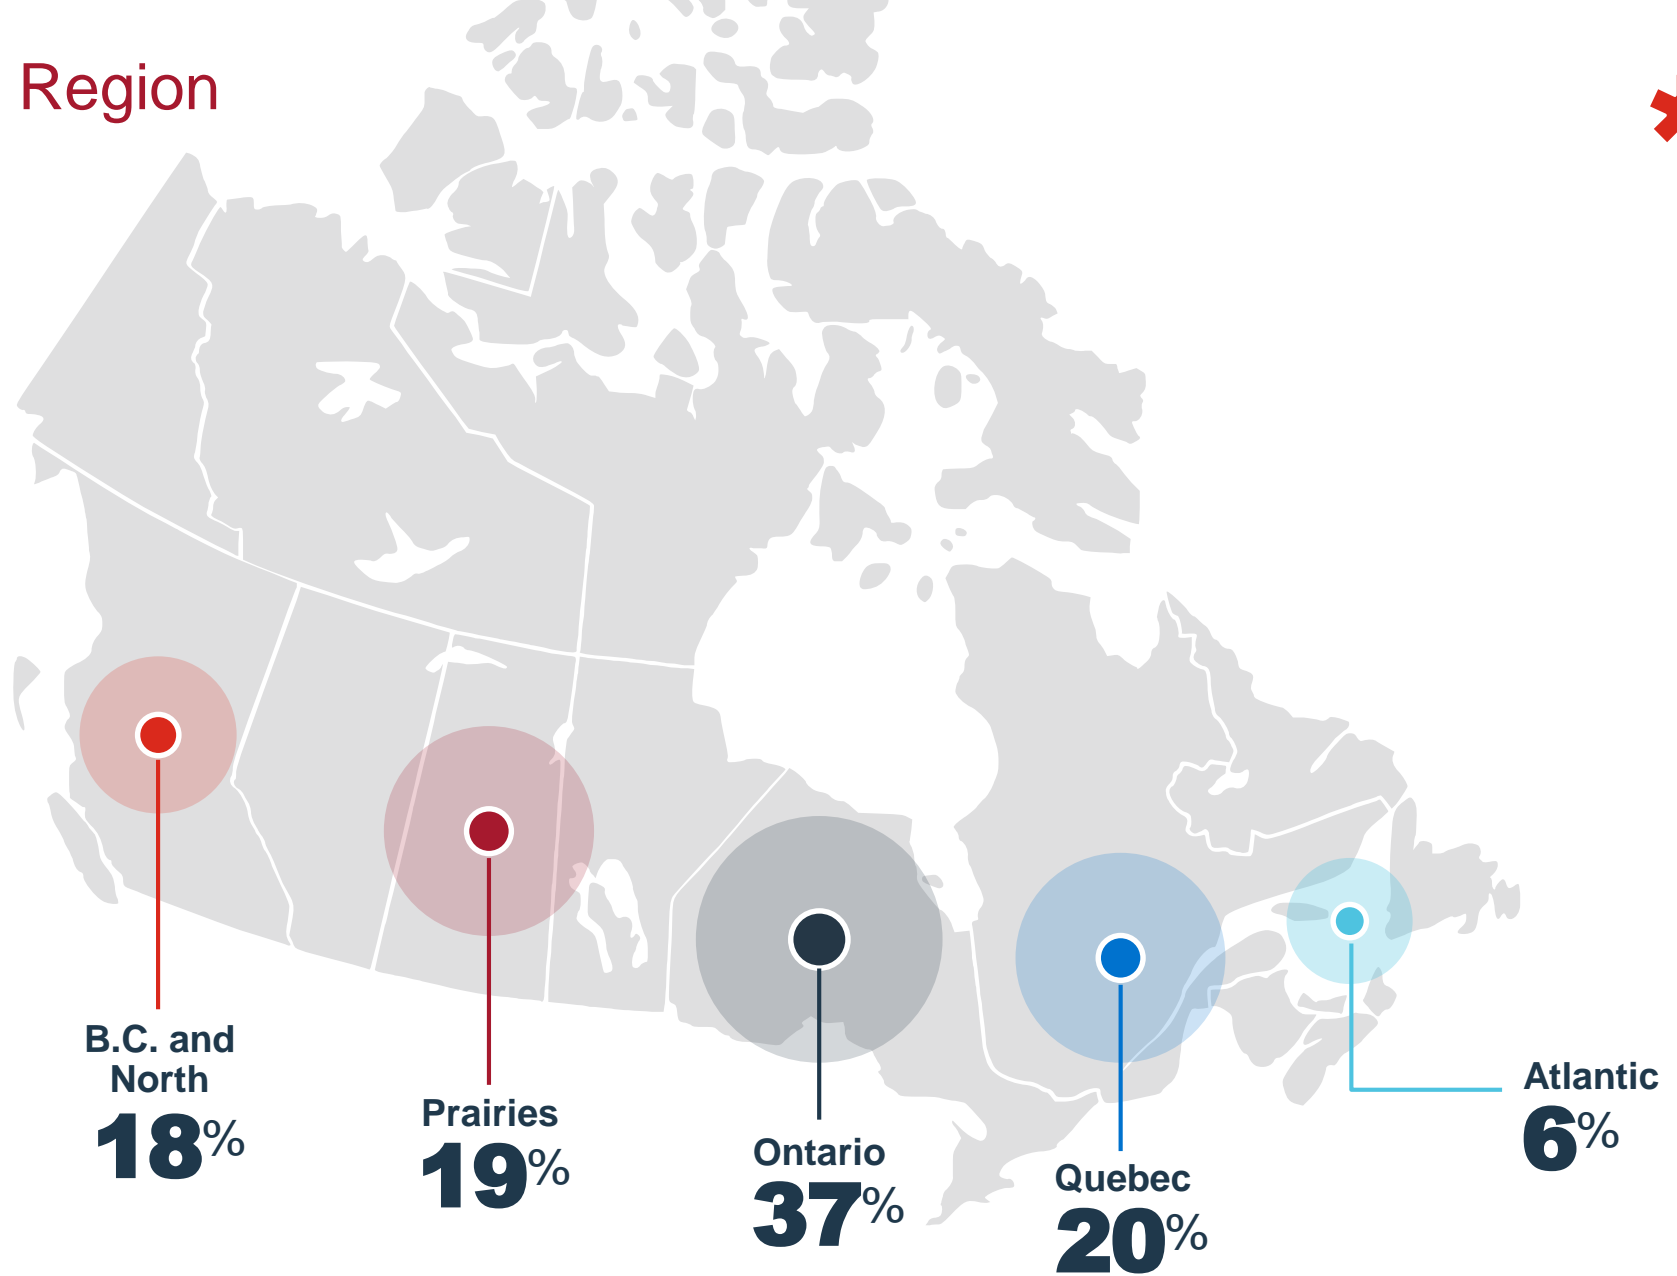 Region
B.C. and
North
18%
Prairies
19%
Ontario
37%
Quebec
20%
Atlantic
6%